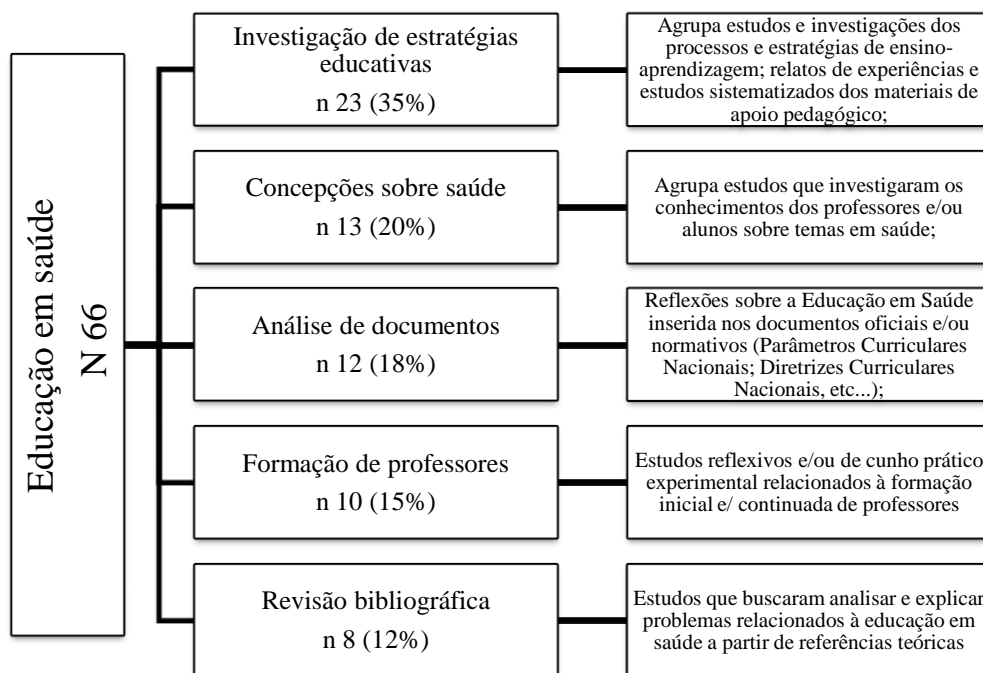 Educação em saúde
N 66
Investigação de estratégias
educativas
n 23 (35%)
Agrupa estudos e investigações dos
processos e estratégias de ensino-
aprendizagem; relatos de experiências e
estudos sistematizados dos materiais de
apoio pedagógico;
Concepções sobre saúde
n 13 (20%)
Agrupa estudos que investigaram os
conhecimentos dos professores e/ou
alunos sobre temas em saúde;
Análise de documentos
n 12 (18%)
Reflexões sobre a Educação em Saúde
inserida nos documentos oficiais e/ou
normativos (Parâmetros Curriculares
Nacionais; Diretrizes Curriculares
Nacionais, etc...);
Formação de professores
n 10 (15%)
Estudos reflexivos e/ou de cunho prático
experimental relacionados à formação
inicial e/ continuada de professores
Revisão bibliográfica
n 8 (12%)
Estudos que buscaram analisar e explicar
problemas relacionados à educação em
saúde a partir de referências teóricas